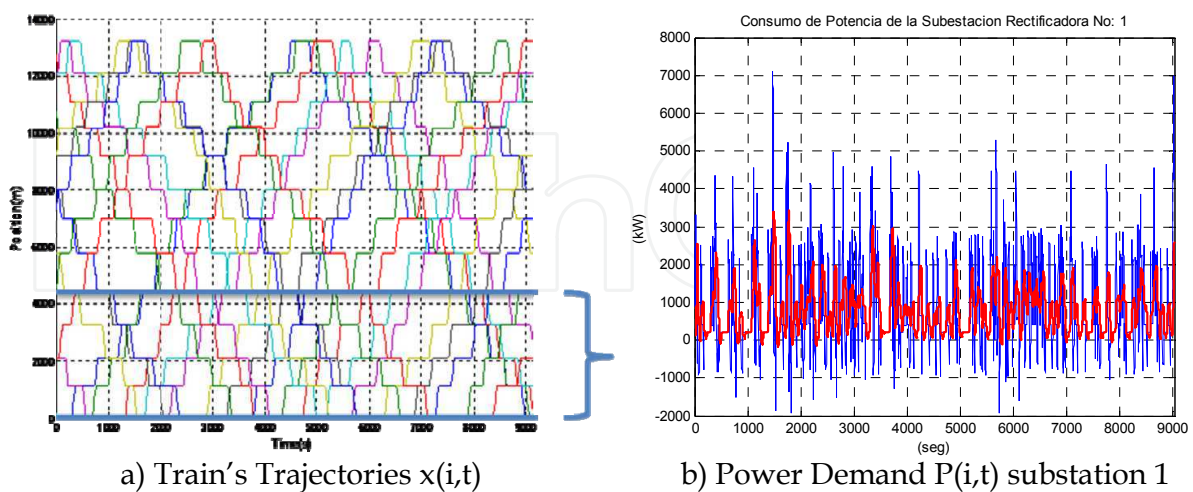 14000
12000
10000
8000
6000
4000
2000
0
Position(m)
0 1000 2000 3000 4000 5000 6000 7000 8000 9000
Time(s)
a) Train's Trajectories x(i,t)
Consumo de Potencia de la Subestacion Rectificadora No: 1
8000
7000
6000
5000
4000
3000
2000
1000
0
-1000
-2000
(kW)
0 1000 2000 3000 4000 5000 6000 7000 8000 9000
(seg)
b) Power Demand P(i,t) substation 1